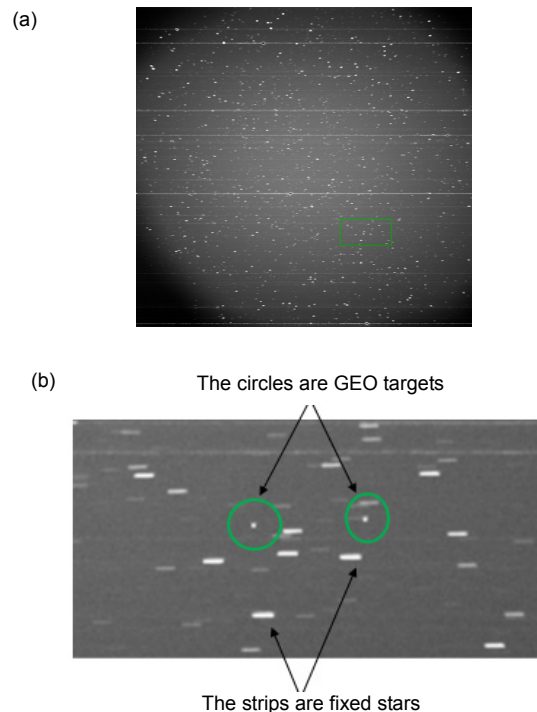 (a)
(b)
The circles are GEO targets
The strips are fixed stars